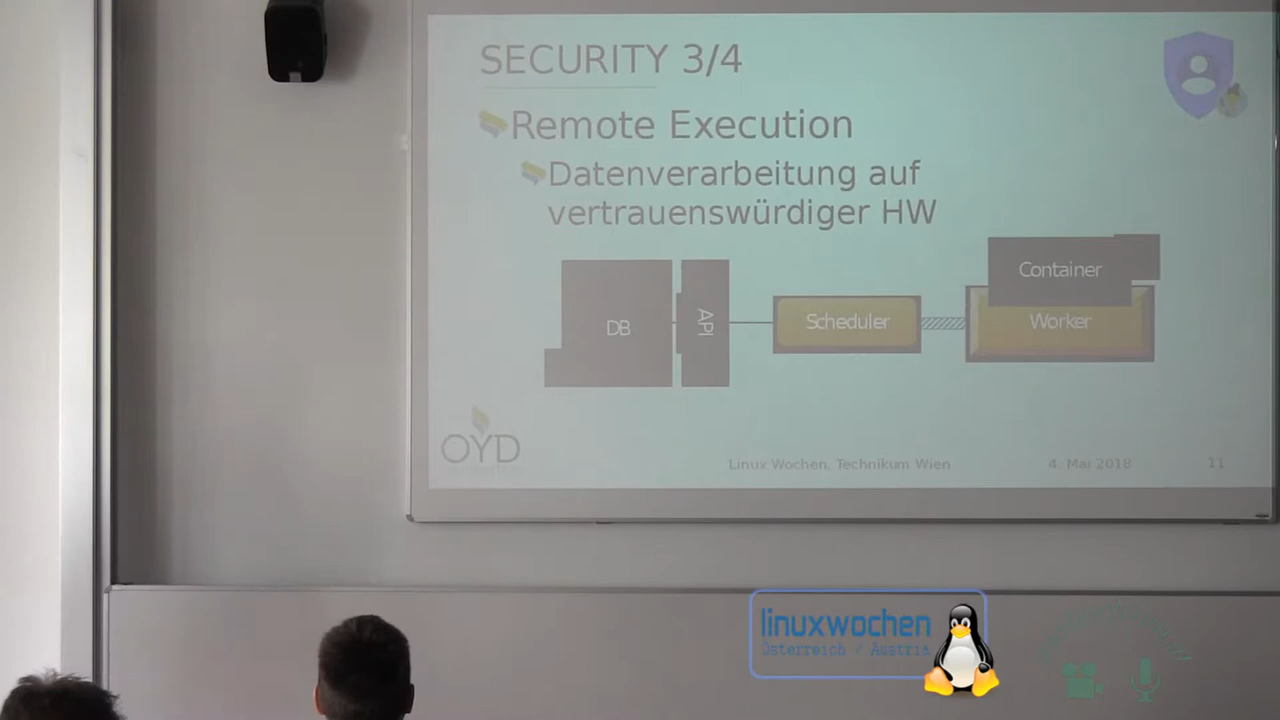 SECURITY 3/4
Remote Execution
Datenverarbeitung auf
vertrauenswürdiger HW
Container
DB
API
Scheduler
Worker
OYD
Linux Wochen, Technikum Wien
4. Mai 2018
11
linuxwochen
Österreich / Austria